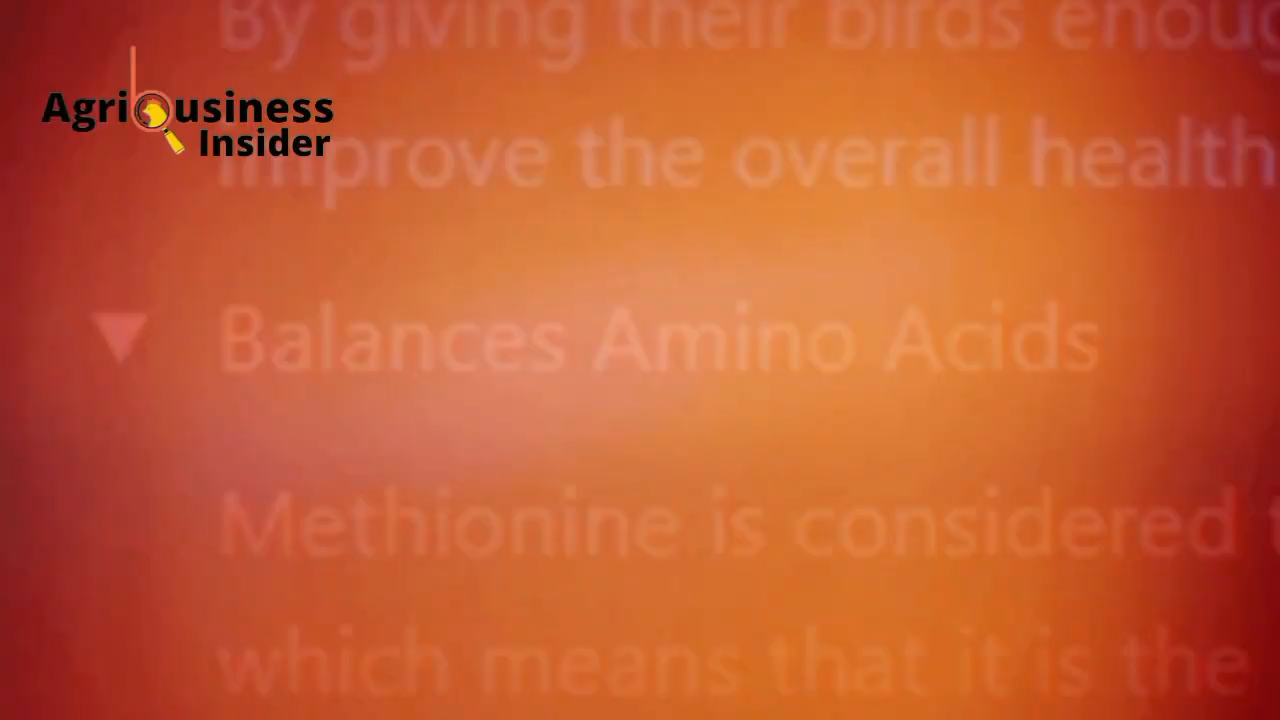 By giving their birds enoug
Agribusiness
Insider
improve the overall health
Balances Amino Acids
Methionine is considered
which means that it is the